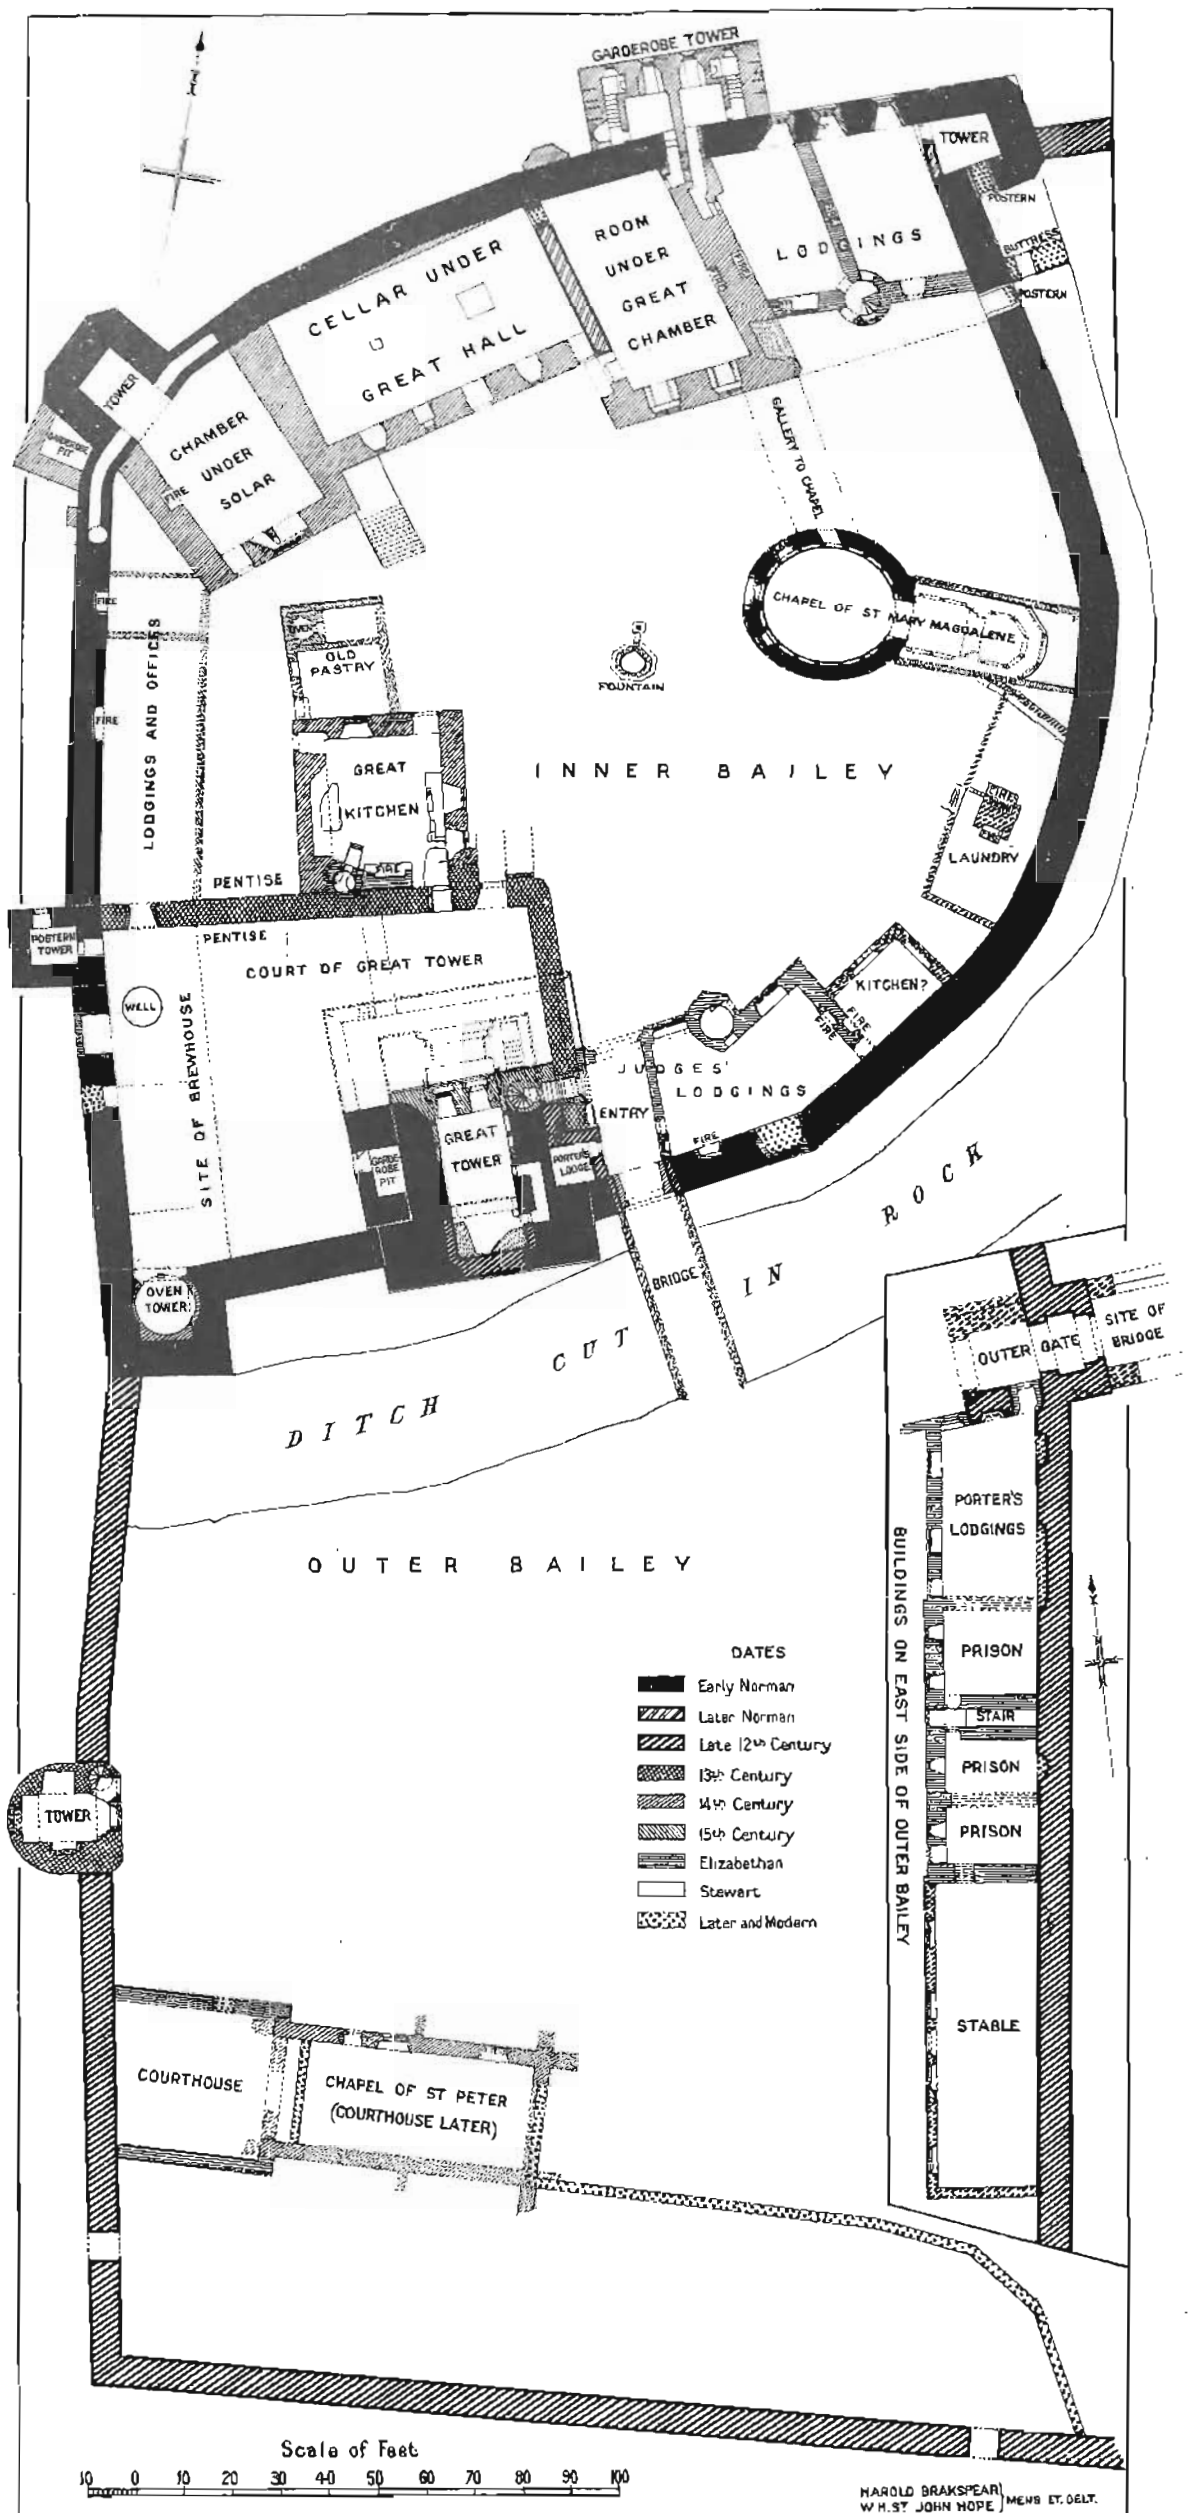 GARDEROBE TOWER
TOWER
POSTERN
BUTTRESS
POSTERN
LODGINGS
ROOM
UNDER
GREAT
CHAMBER
CELLAR UNDER
GREAT HALL
TOWER
GARDEROBE
PIT
CHAMBER
UNDER
SOLAR
FIRE
GALLERY TO CHAPEL
CHAPEL OF ST MARY MAGDALENE
FIRE
FIRE
LODGINGS AND OFFICES
OVEN
OLD
PASTRY
FOUNTAIN
GREAT
KITCHEN
FIRE
INNER BAILEY
FIRE
LAUNDRY
PENTISE
PENTISE
POSTERN
TOWER
COURT OF GREAT TOWER
WELL
SITE OF BREWHOUSE
KITCHEN?
FIRE
FIRE
JUDGES'
LODGINGS
ENTRY
FIRE
GREAT
TOWER
GARDE
ROBE
PIT
PORTER'S
LODGE
OVEN
TOWER
BRIDGE
DITCH CUT IN ROCK
OUTER GATE
SITE OF
BRIDGE
OUTER BAILEY
PORTER'S
LODGINGS
PRISON
STAIR
PRISON
PRISON
STABLE
BUILDINGS ON EAST SIDE OF OUTER BAILEY
N
DATES
Early Norman
Later Norman
Late 12th Century
13th Century
14th Century
15th Century
Elizabethan
Stewart
Later and Modern
TOWER
COURTHOUSE
CHAPEL OF ST PETER
(COURTHOUSE LATER)
Scale of Feet
10 0 10 20 30 40 50 60 70 80 90 100
HAROLD BRAKSPEAR
W.H. ST JOHN HOPE
MENS ET. DELT.